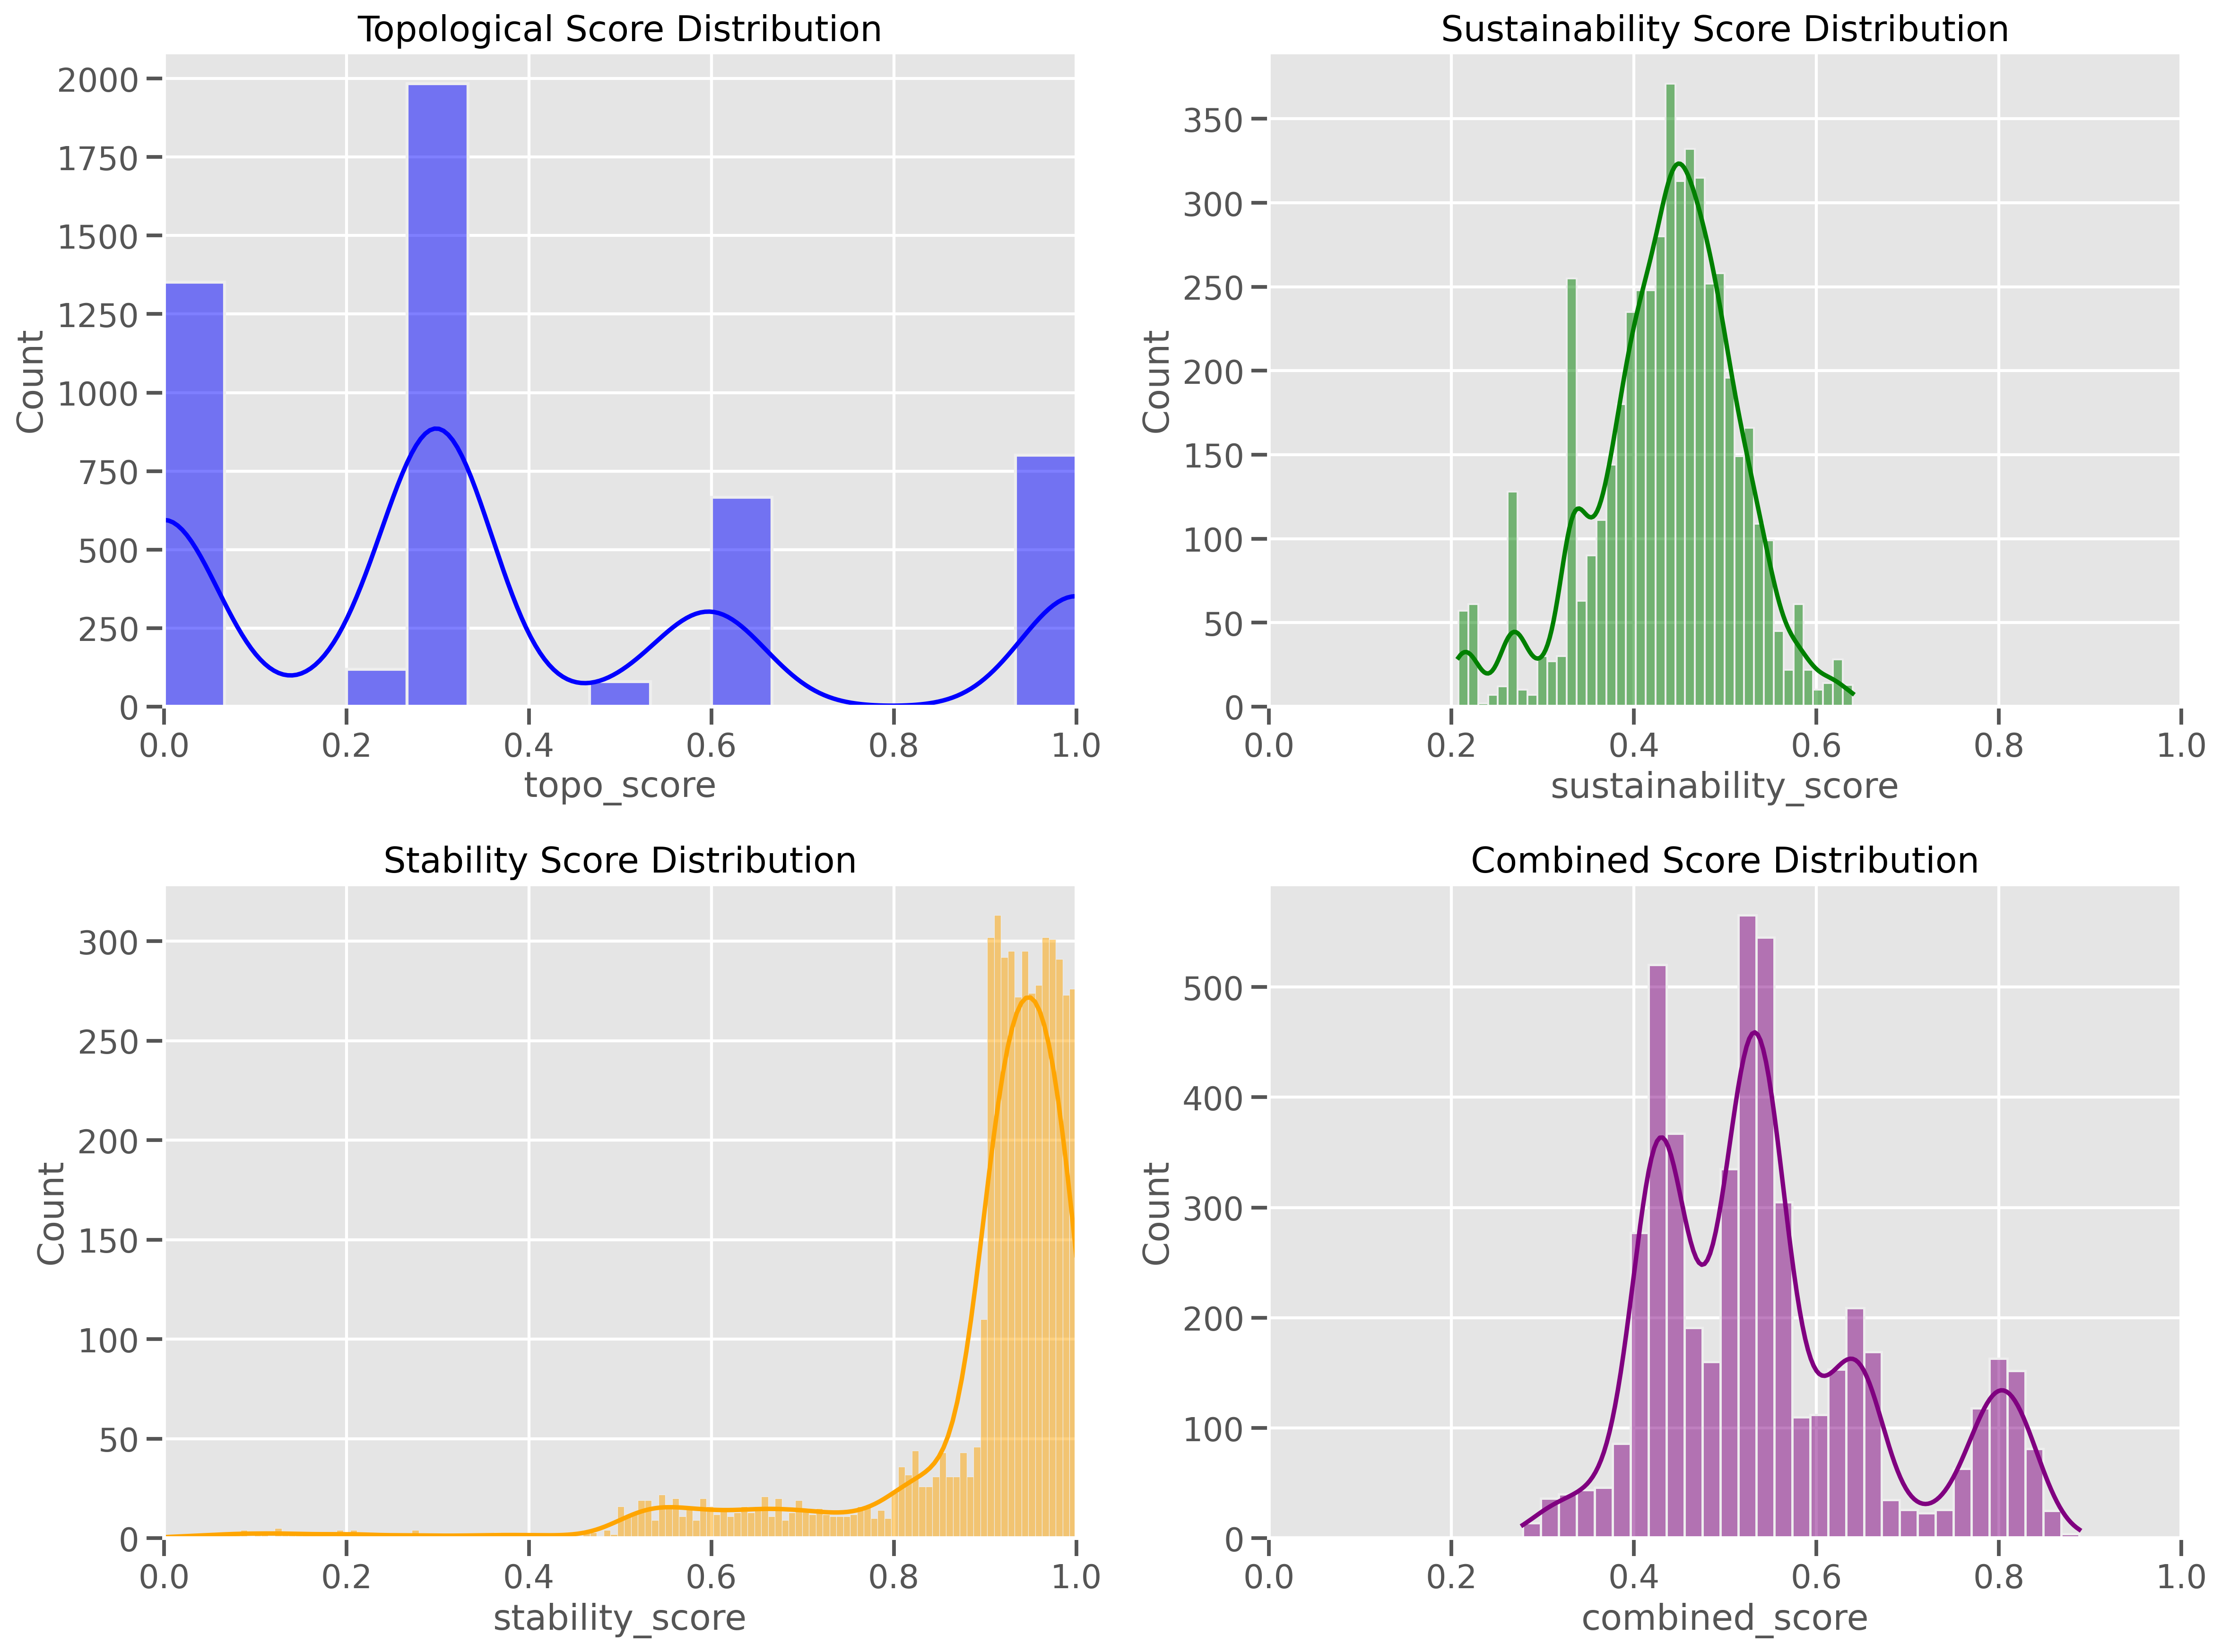 Topological Score Distribution
2000
1750
1500
1250
1000
750
500
250
0
Count
0.0 0.2 0.4 0.6 0.8 1.0
topo_score
Sustainability Score Distribution
350
300
250
200
150
100
50
0
Count
0.0 0.2 0.4 0.6 0.8 1.0
sustainability_score
Stability Score Distribution
300
250
200
150
100
50
0
Count
0.0 0.2 0.4 0.6 0.8 1.0
stability_score
Combined Score Distribution
500
400
300
200
100
0
Count
0.0 0.2 0.4 0.6 0.8 1.0
combined_score